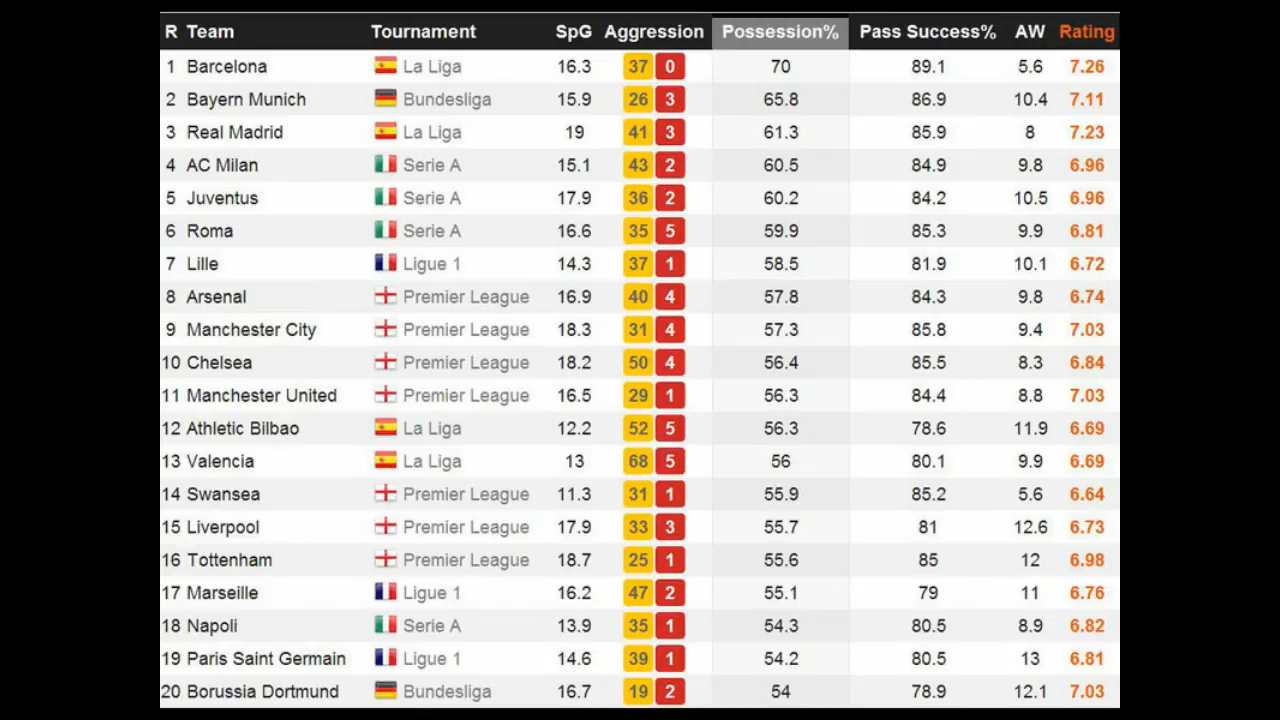 R Team Tournament SpG Aggression Possession% Pass Success% AW Rating
1 Barcelona La Liga 16.3 37 0 70 89.1 5.6 7.26
2 Bayern Munich Bundesliga 15.9 26 3 65.8 86.9 10.4 7.11
3 Real Madrid La Liga 19 41 3 61.3 85.9 8 7.23
4 AC Milan Serie A 15.1 43 2 60.5 84.9 9.8 6.96
5 Juventus Serie A 17.9 36 2 60.2 84.2 10.5 6.96
6 Roma Serie A 16.6 35 5 59.9 85.3 9.9 6.81
7 Lille Ligue 1 14.3 37 1 58.5 81.9 10.1 6.72
8 Arsenal Premier League 16.9 40 4 57.8 84.3 9.8 6.74
9 Manchester City Premier League 18.3 31 4 57.3 85.8 9.4 7.03
10 Chelsea Premier League 18.2 50 4 56.4 85.5 8.3 6.84
11 Manchester United Premier League 16.5 29 1 56.3 84.4 8.8 7.03
12 Athletic Bilbao La Liga 12.2 52 5 56.3 78.6 11.9 6.69
13 Valencia La Liga 13 68 5 56 80.1 9.9 6.69
14 Swansea Premier League 11.3 31 1 55.9 85.2 5.6 6.64
15 Liverpool Premier League 17.9 33 3 55.7 81 12.6 6.73
16 Tottenham Premier League 18.7 25 1 55.6 85 12 6.98
17 Marseille Ligue 1 16.2 47 2 55.1 79 11 6.76
18 Napoli Serie A 13.9 35 1 54.3 80.5 8.9 6.82
19 Paris Saint Germain Ligue 1 14.6 39 1 54.2 80.5 13 6.81
20 Borussia Dortmund Bundesliga 16.7 19 2 54 78.9 12.1 7.03